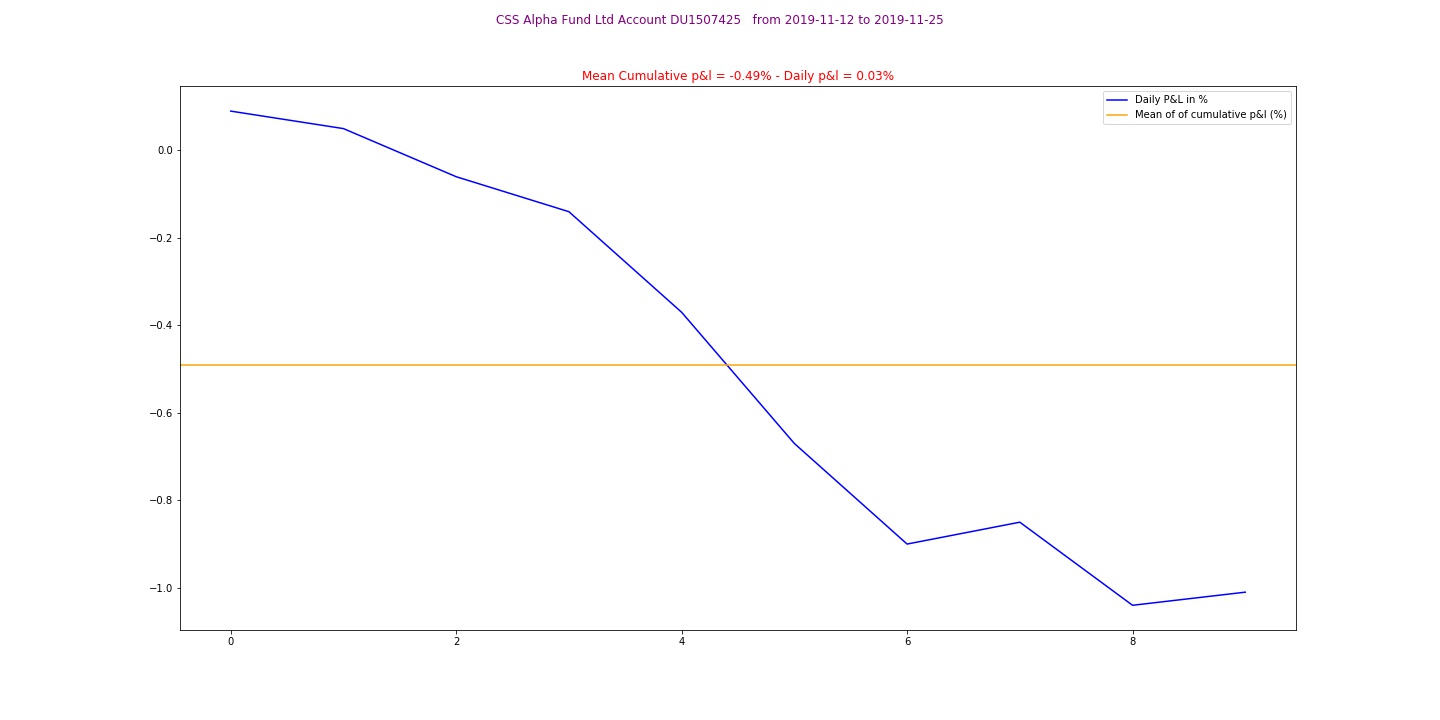 CSS Alpha Fund Ltd Account DU1507425   from 2019-11-12 to 2019-11-25
Mean Cumulative p&l = -0.49% - Daily p&l = 0.03%
Daily P&L in %
Mean of of cumulative p&l (%)
0.0
−0.2
−0.4
−0.6
−0.8
−1.0
0 2 4 6 8